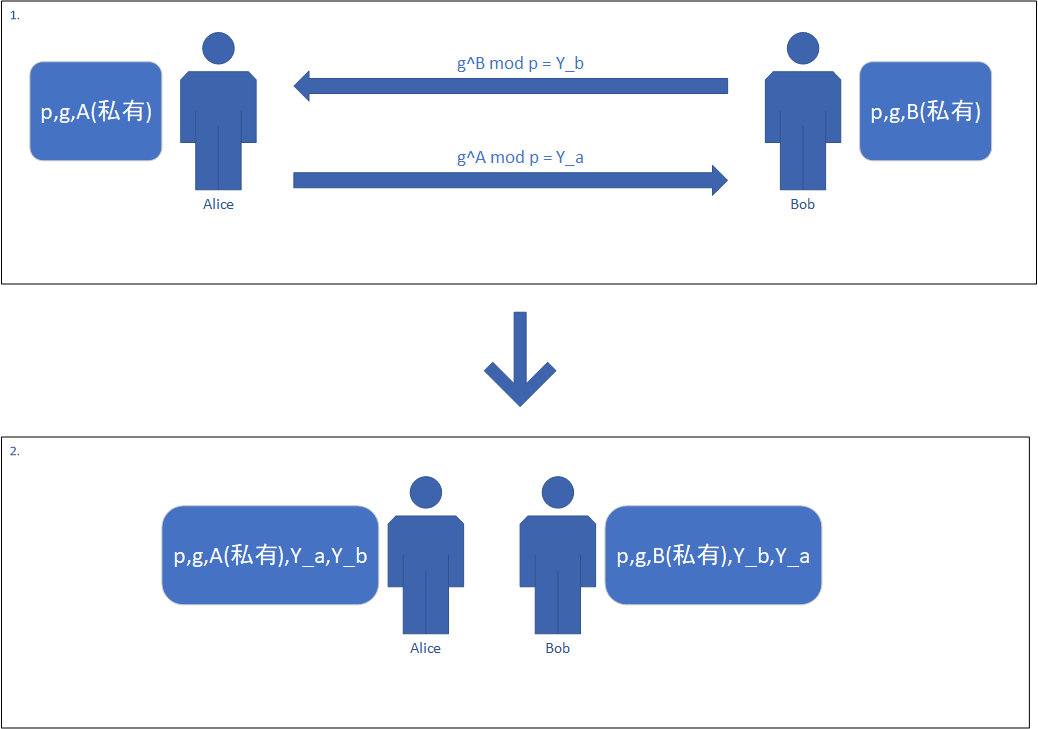 1.
g^B mod p = Y_b
p,g,A(私有)
p,g,B(私有)
g^A mod p = Y_a
Alice
Bob
2.
p,g,A(私有),Y_a,Y_b
p,g,B(私有),Y_b,Y_a
Alice
Bob